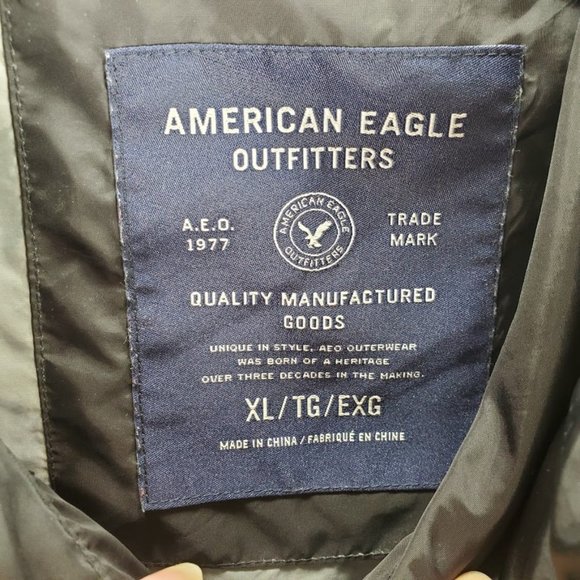 AMERICAN EAGLE
OUTFITTERS
A.E.O.
1977
AMERICAN EAGLE
OUTFITTERS
TRADE
MARK
QUALITY MANUFACTURED
GOODS
UNIQUE IN STYLE, AEO OUTERWEAR
WAS BORN OF A HERITAGE
OVER THREE DECADES IN THE MAKING.
XL/TG/EXG
MADE IN CHINA / FABRIQUÉ EN CHINE